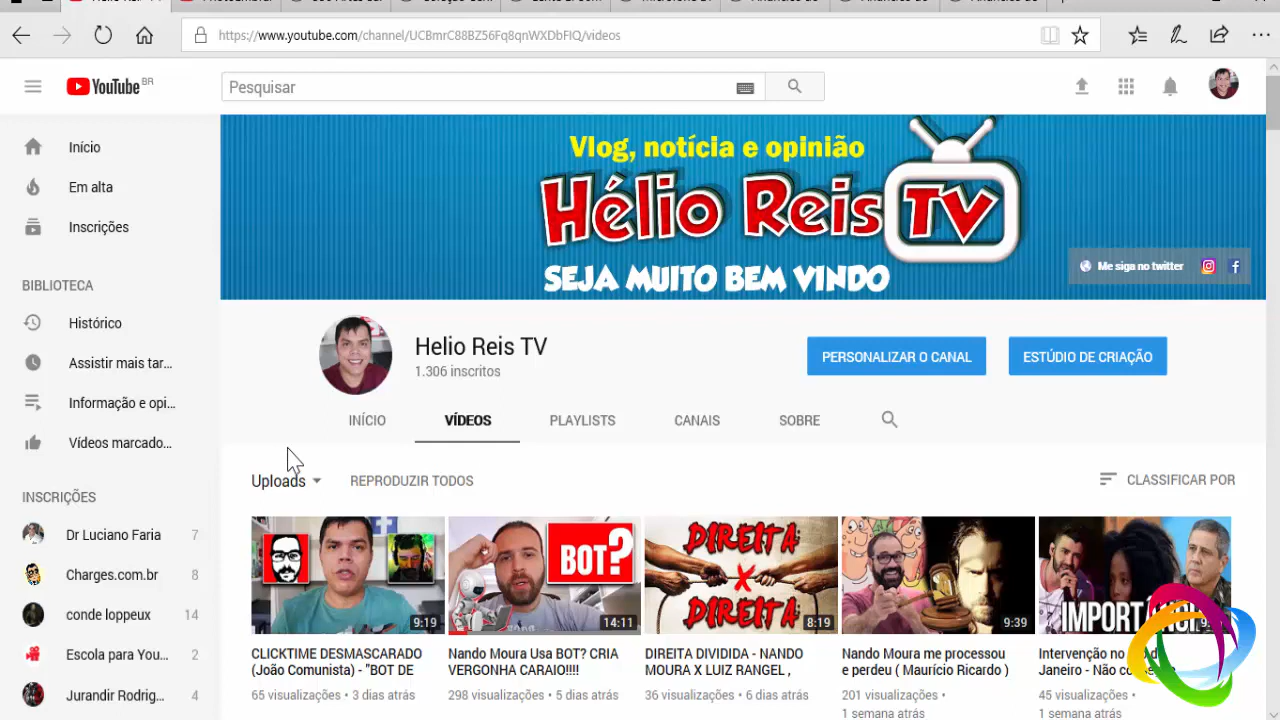 https://www.youtube.com/channel/UCBmrC88BZ56Fq8qnWXDbFIQ/videos
YouTube BR
Pesquisar
Início
Em alta
Inscrições
BIBLIOTECA
Histórico
Assistir mais tar...
Informação e opi...
Vídeos marcado...
INSCRIÇÕES
Dr Luciano Faria 7
Charges.com.br 8
conde loppeux 14
Escola para You... 2
Jurandir Rodrig... 4
Vlog, notícia e opinião
Hélio Reis TV
SEJA MUITO BEM VINDO
Me siga no twitter
Helio Reis TV
1.306 inscritos
PERSONALIZAR O CANAL
ESTÚDIO DE CRIAÇÃO
INÍCIO VÍDEOS PLAYLISTS CANAIS SOBRE
Uploads REPRODUZIR TODOS
CLASSIFICAR POR
9:19
CLICKTIME DESMASCARADO
(João Comunista) - "BOT DE
65 visualizações • 3 dias atrás
BOT?
14:11
Nando Moura Usa BOT? CRIA
VERGONHA CARAIO!!!!
298 visualizações • 5 dias atrás
DIREITA
X
DIREITA
8:19
DIREITA DIVIDIDA - NANDO
MOURA X LUIZ RANGEL ,
36 visualizações • 6 dias atrás
9:39
Nando Moura me processou
e perdeu ( Maurício Ricardo )
201 visualizações •
1 semana atrás
Intervenção no
Janeiro - Não
45 visualizações •
1 semana atrás